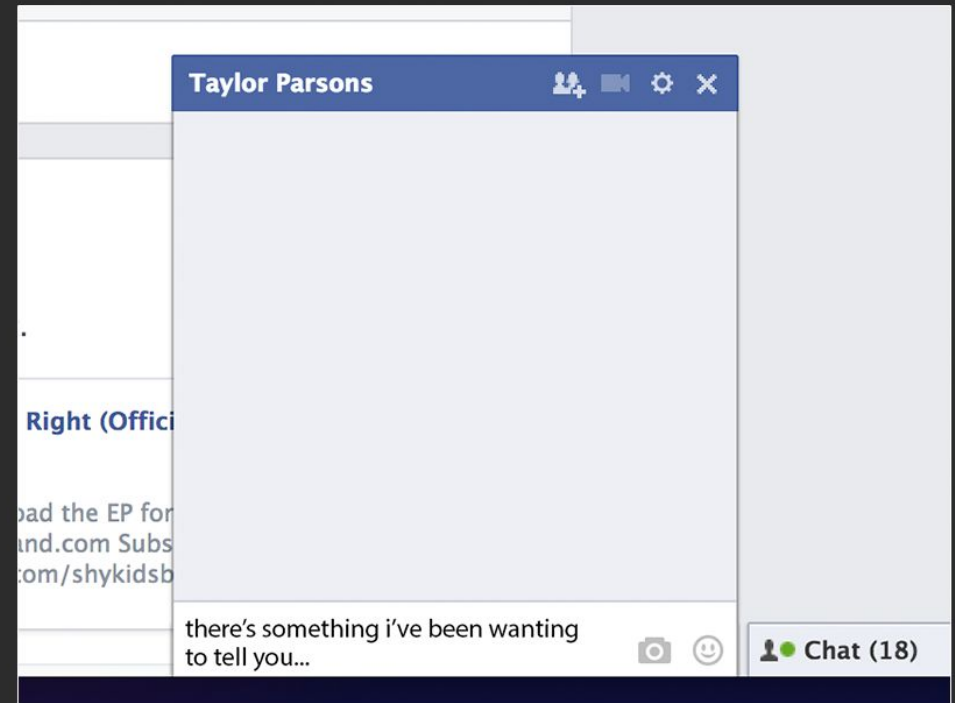 Taylor Parsons
.
Right (Offici
oad the EP for
and.com Subs
com/shykidsb
there's something i've been wanting
to tell you...
Chat (18)